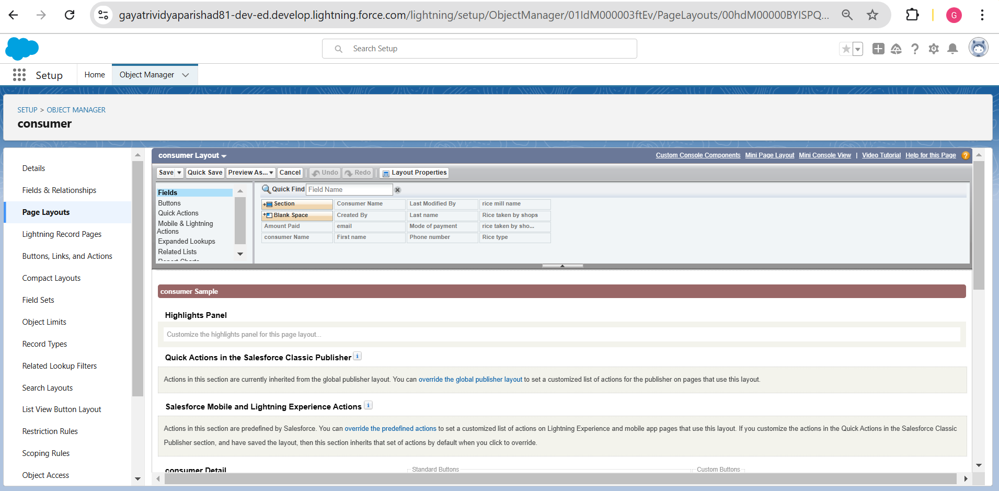 gayatrividyaparishad81-dev-ed.develop.lightning.force.com/lightning/setup/ObjectManager/01IdM000003ftEv/PageLayouts/00hdM00000BYISPQ...
G
Search Setup
Setup
Home
Object Manager
SETUP > OBJECT MANAGER
consumer
Details
Fields & Relationships
Page Layouts
Lightning Record Pages
Buttons, Links, and Actions
Compact Layouts
Field Sets
Object Limits
Record Types
Related Lookup Filters
Search Layouts
List View Button Layout
Restriction Rules
Scoping Rules
Object Access
consumer Layout
Custom Console Components Mini Page Layout Mini Console View | Video Tutorial Help for this Page ?
Save Quick Save Preview As... Cancel Undo Redo Layout Properties
Fields
Buttons
Quick Actions
Mobile & Lightning
Actions
Expanded Lookups
Related Lists
Report Charts
Quick Find Field Name
Section Consumer Name Last Modified By rice mill name
Blank Space Created By Last name Rice taken by shops
Amount Paid email Mode of payment rice taken by sho...
consumer Name First name Phone number Rice type
consumer Sample
Highlights Panel
Customize the highlights panel for this page layout...
Quick Actions in the Salesforce Classic Publisher i
Actions in this section are currently inherited from the global publisher layout. You can override the global publisher layout to set a customized list of actions for the publisher on pages that use this layout.
Salesforce Mobile and Lightning Experience Actions i
Actions in this section are predefined by Salesforce. You can override the predefined actions to set a customized list of actions on Lightning Experience and mobile app pages that use this layout. If you customize the actions in the Quick Actions in the Salesforce Classic
Publisher section, and have saved the layout, then this section inherits that set of actions by default when you click to override.
consumer Detail
Standard Buttons
Custom Buttons